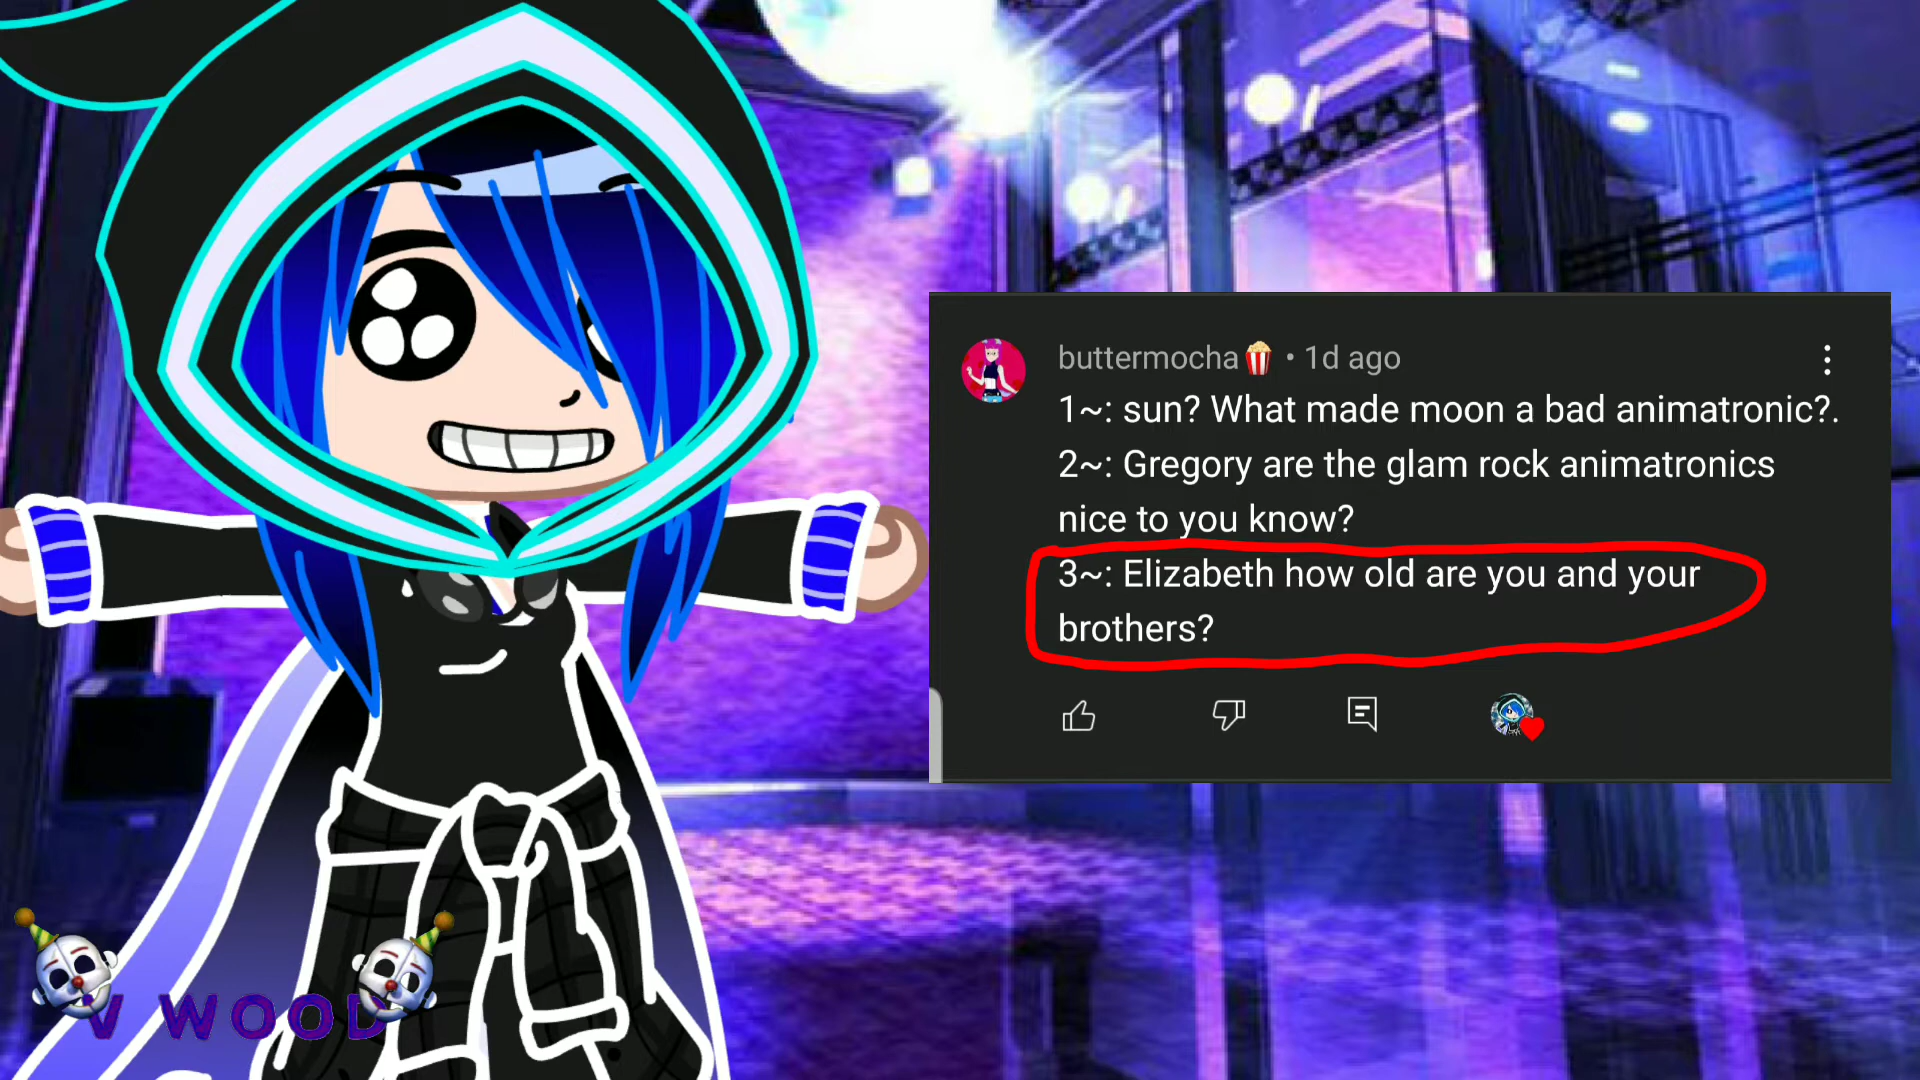 buttermocha🍿 • 1d ago
1~: sun? What made moon a bad animatronic?.
2~: Gregory are the glam rock animatronics
nice to you know?
3~: Elizabeth how old are you and your
brothers?
V WOOD